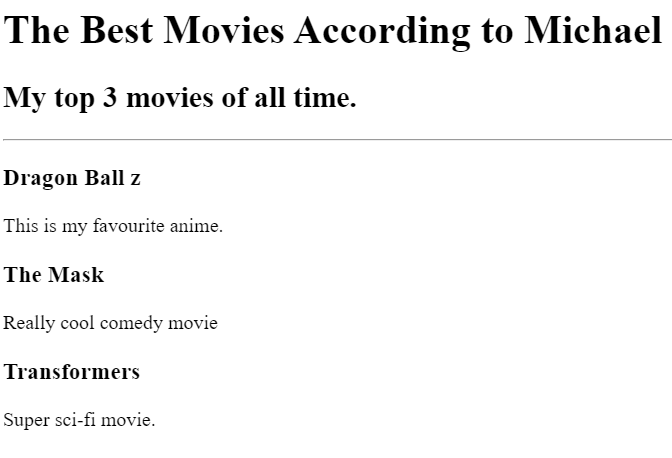 The Best Movies According to Michael
My top 3 movies of all time.
Dragon Ball z
This is my favourite anime.
The Mask
Really cool comedy movie
Transformers
Super sci-fi movie.